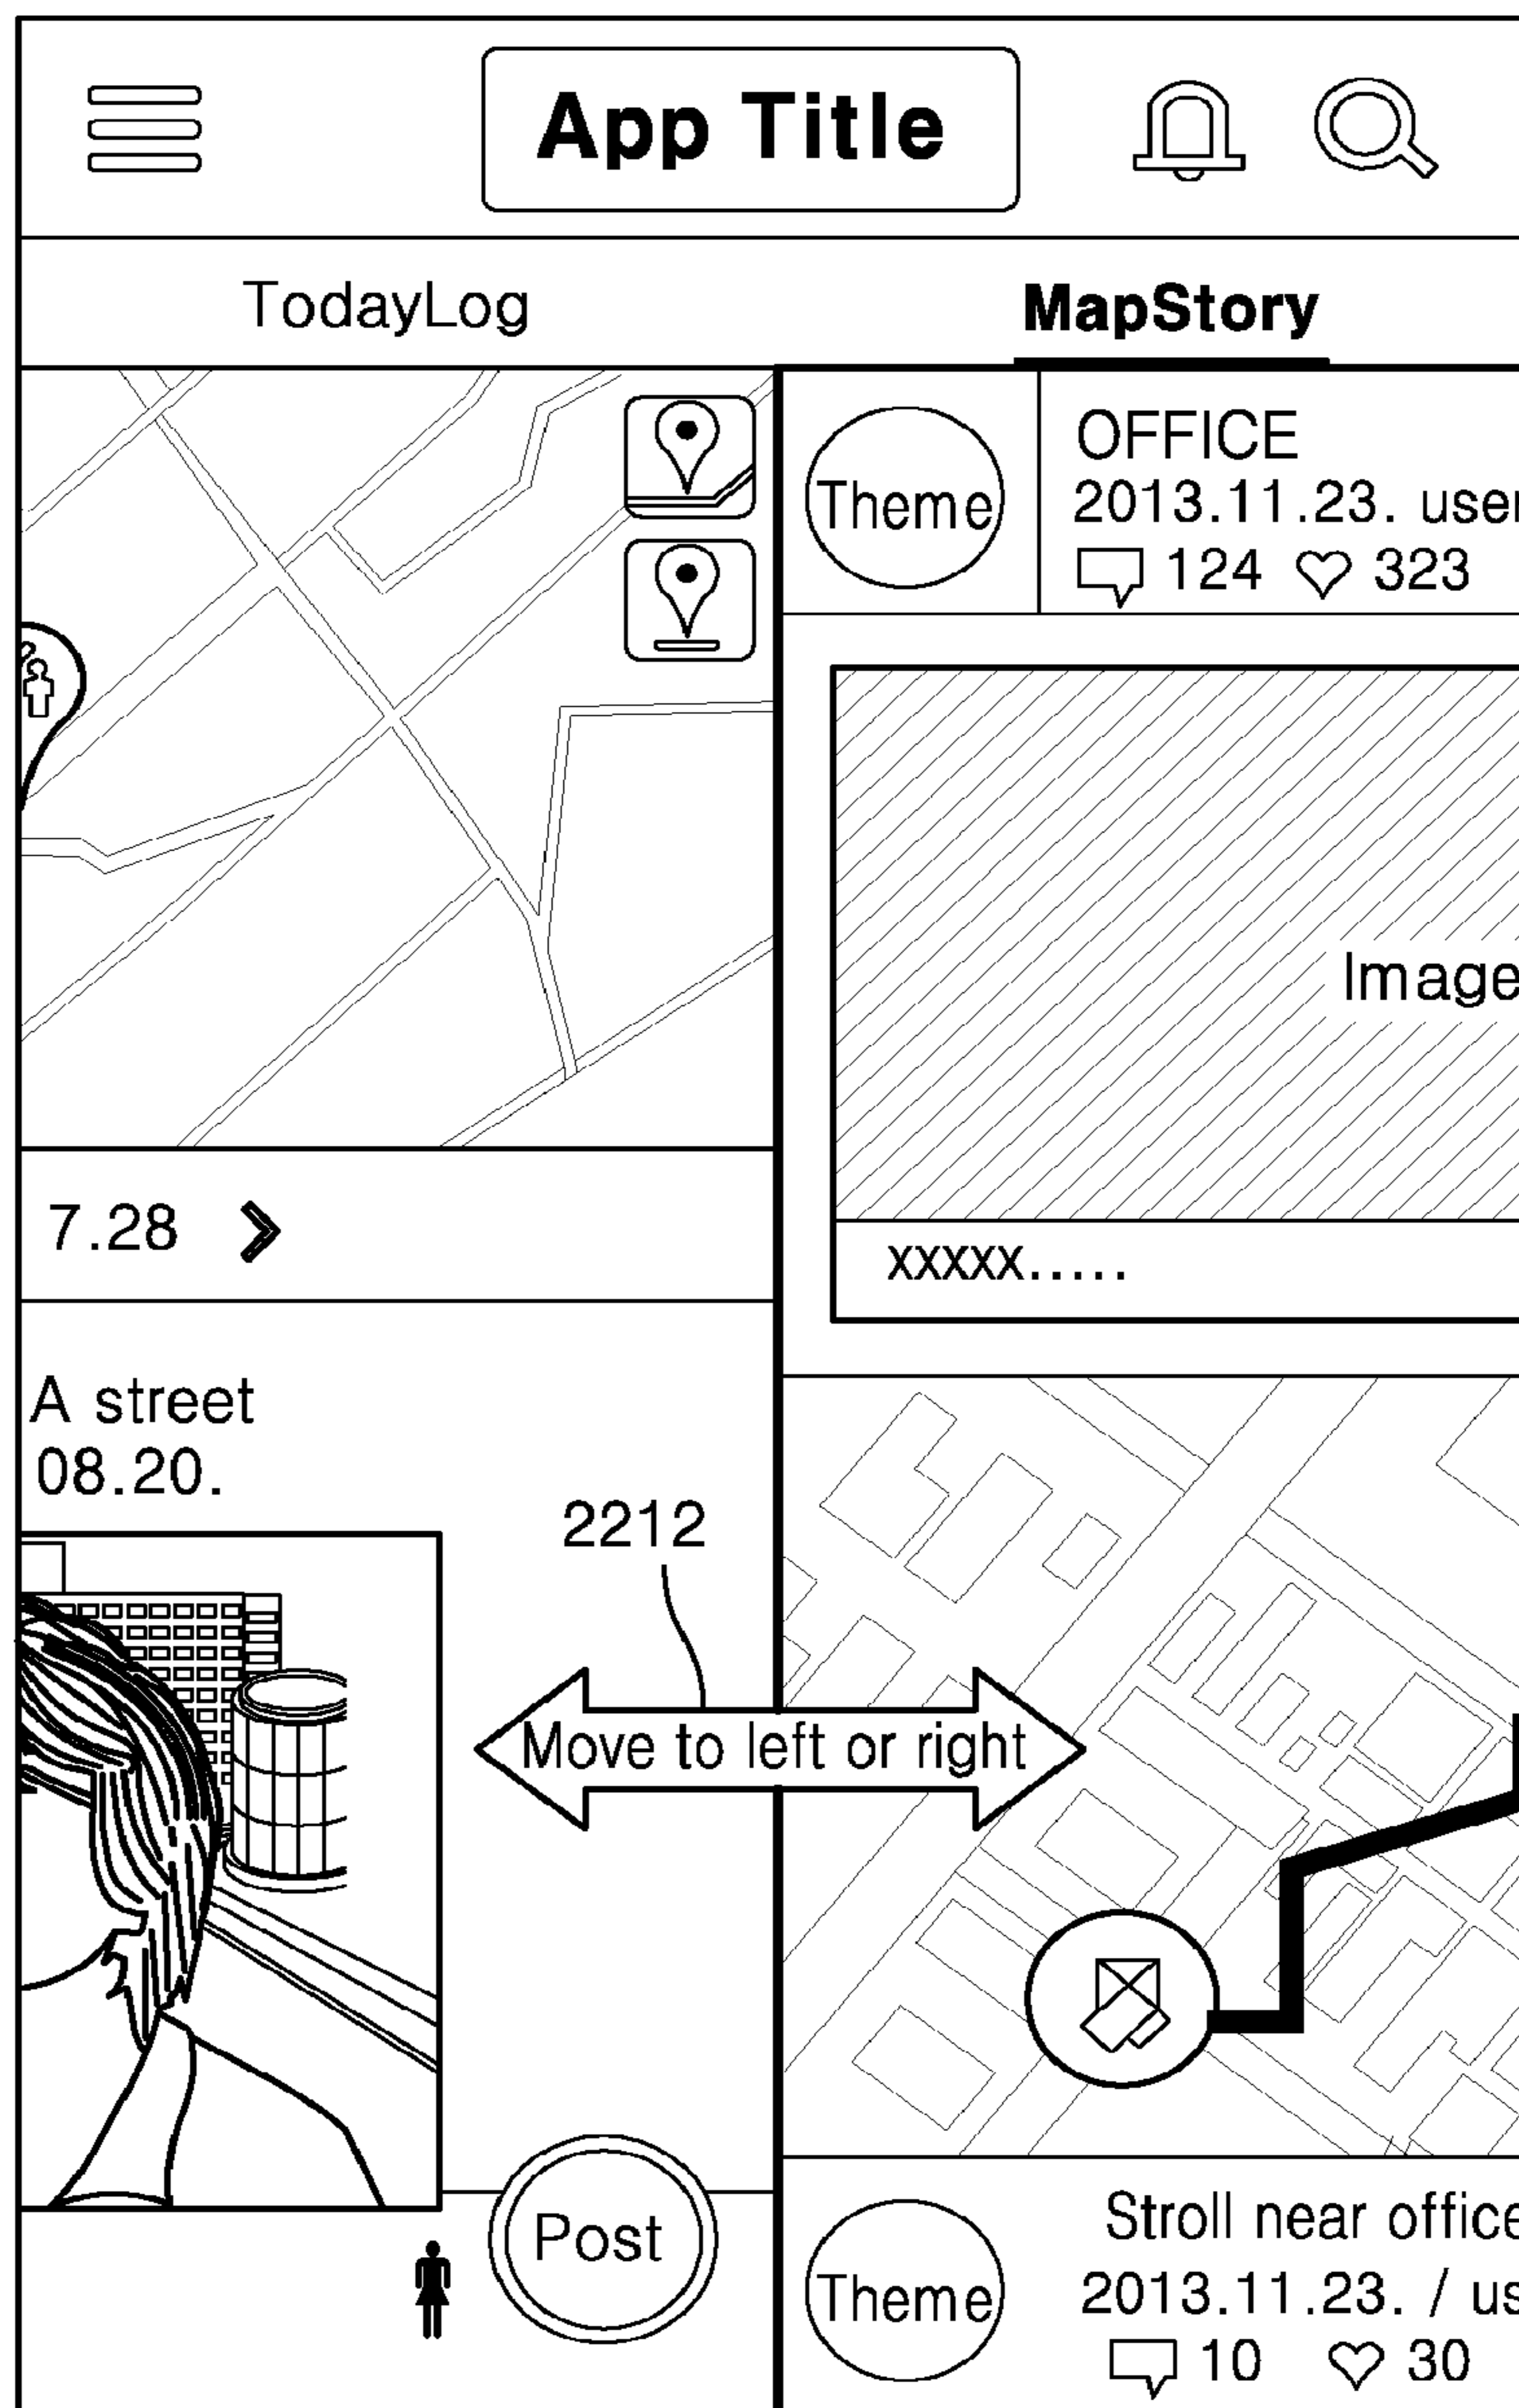 App Title
TodayLog
MapStory
OFFICE
2013.11.23. user
Theme
124
323
Image
7.28
xxxxx.....
A street
08.20.
2212
Move to left or right
Post
Stroll near office
Theme
2013.11.23. / us
10
30